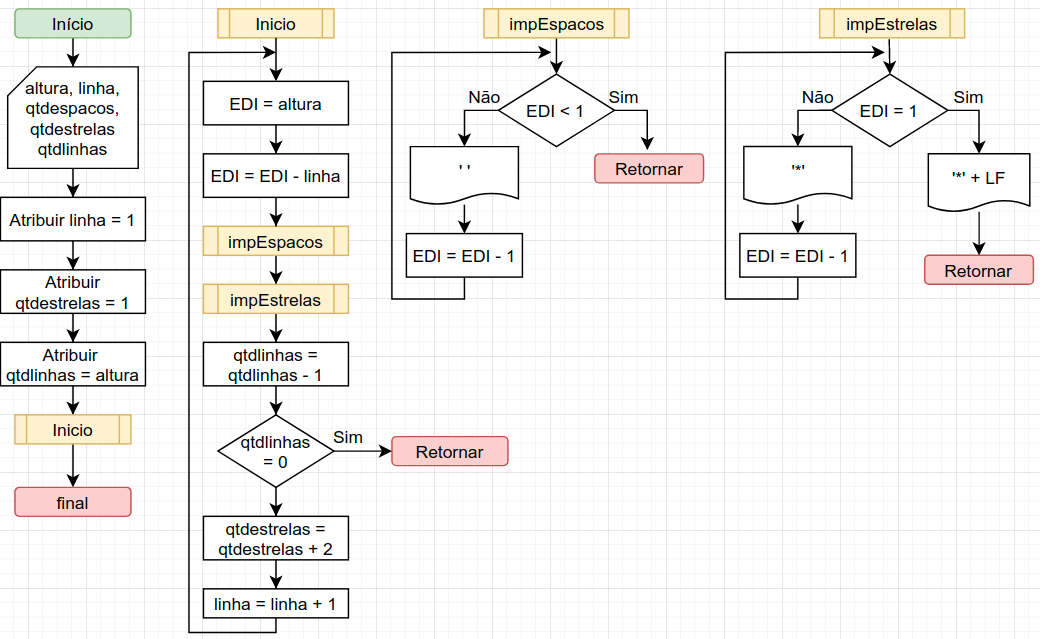 Início
altura, linha,
qtdespacos,
qtdestrelas
qtdlinhas
Atribuir linha = 1
Atribuir
qtdestrelas = 1
Atribuir
qtdlinhas = altura
Inicio
final
Inicio
EDI = altura
EDI = EDI - linha
impEspacos
impEstrelas
qtdlinhas =
qtdlinhas - 1
qtdlinhas
= 0
Sim
Retornar
qtdestrelas =
qtdestrelas + 2
linha = linha + 1
impEspacos
EDI < 1
Não
Sim
' '
Retornar
EDI = EDI - 1
impEstrelas
EDI = 1
Não
Sim
'*'
'*' + LF
EDI = EDI - 1
Retornar